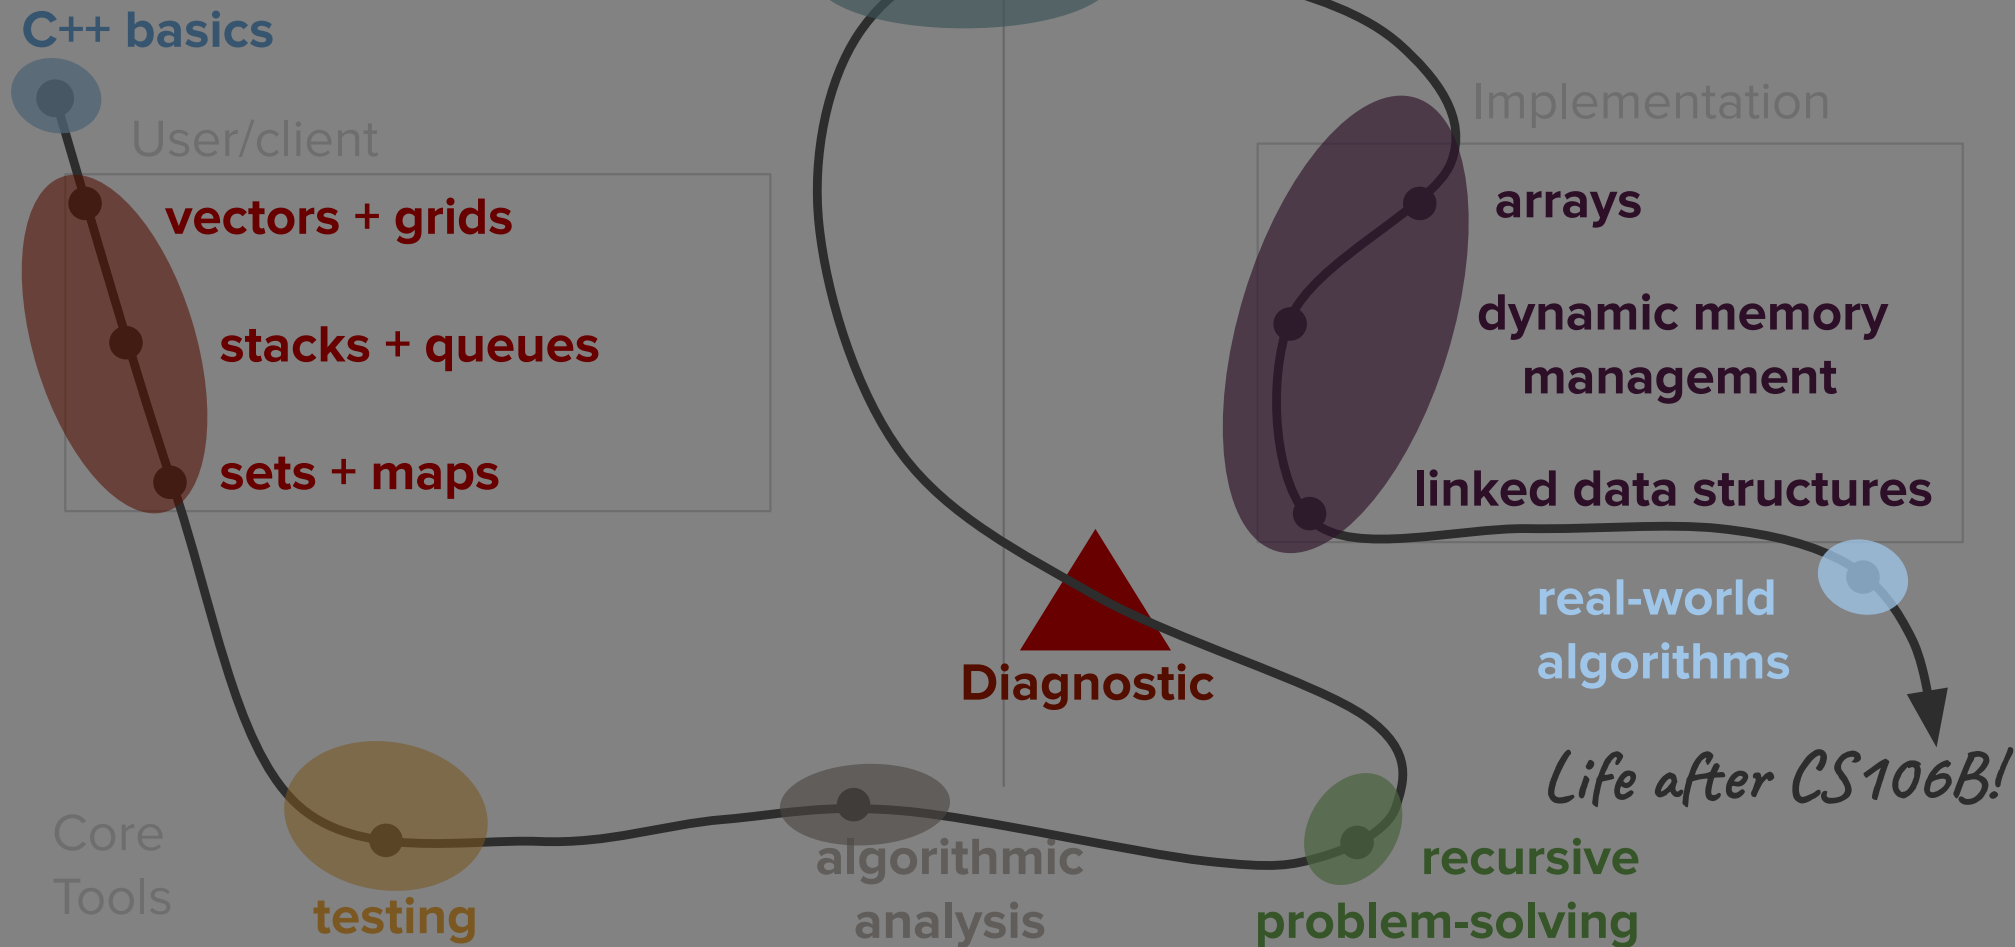 C++ basics
User/client
vectors + grids
stacks + queues
sets + maps
Core
Tools
testing
algorithmic
analysis
recursive
problem-solving
Diagnostic
Implementation
arrays
dynamic memory
management
linked data structures
real-world
algorithms
Life after CS106B!